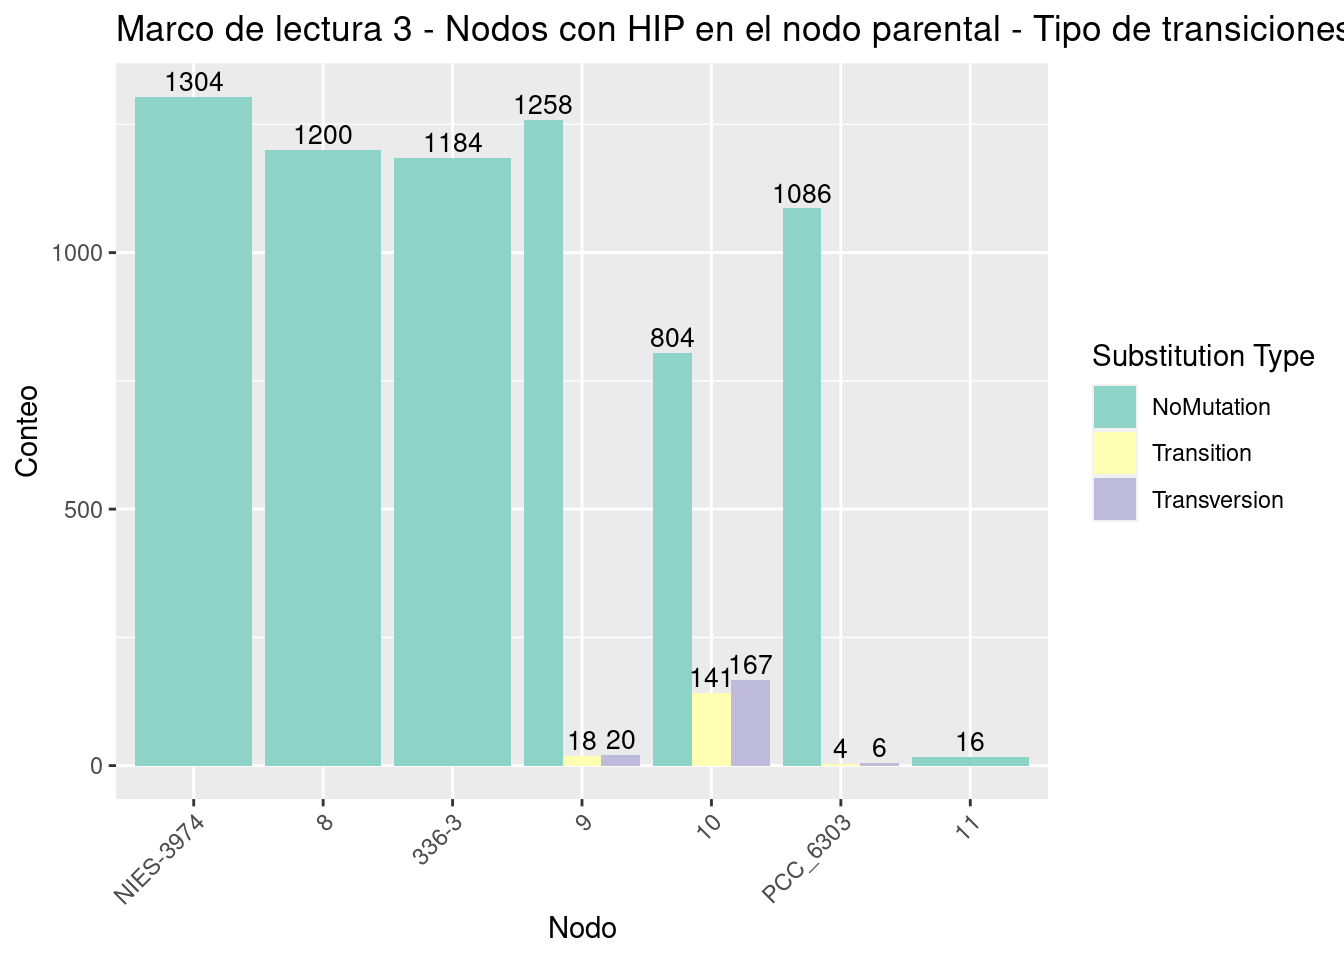 Marco de lectura 3 - Nodos con HIP en el nodo parental - Tipo de transiciones
1304
1200
1184
1258
18
20
804
141
167
1086
4
6
16
Conteo
1000
500
0
NIES-3974
8
336-3
9
10
PCC_6303
11
Nodo
Substitution Type
NoMutation
Transition
Transversion